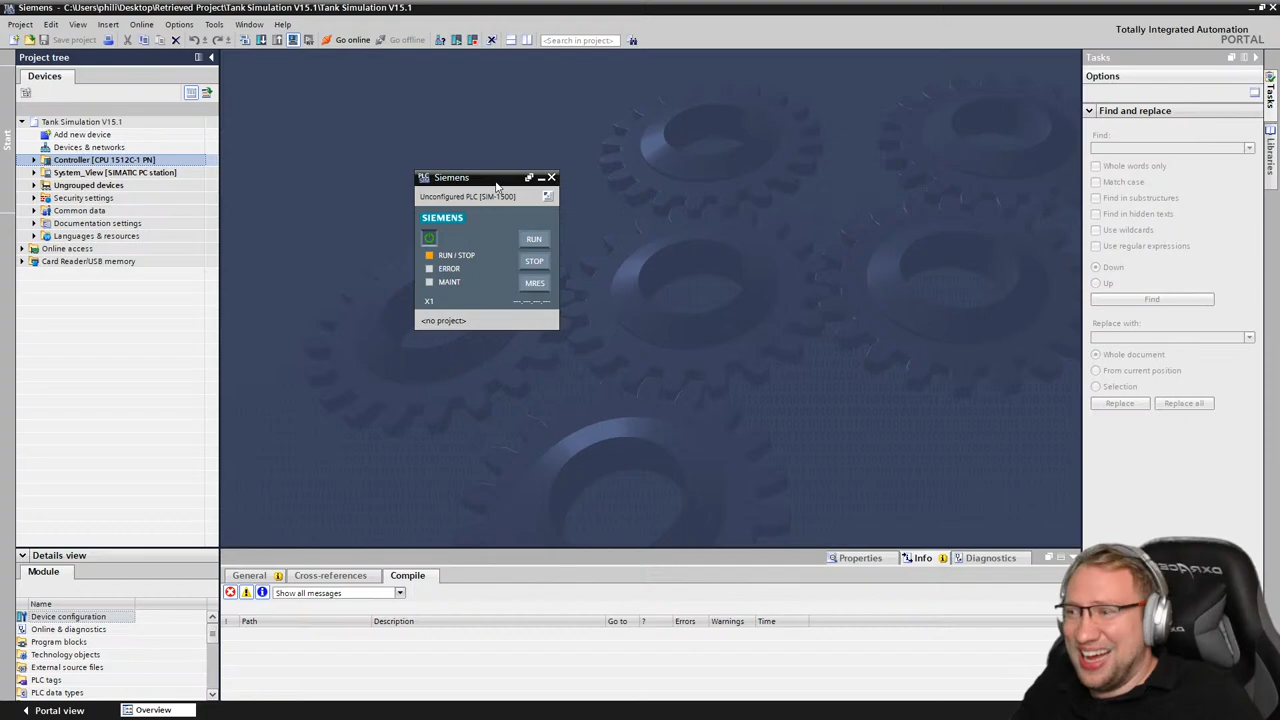 Siemens - C:\Users\phili\Desktop\Retrieved Project\Tank Simulation V15.1\Tank Simulation V15.1
Project Edit View Insert Online Options Tools Window Help
Totally Integrated Automation
PORTAL
Save project
Go online
Go offline
<Search in project>
Project tree
Devices
Start
Tank Simulation V15.1
Add new device
Devices & networks
Controller [CPU 1512C-1 PN]
System_View [SIMATIC PC station]
Ungrouped devices
Security settings
Common data
Documentation settings
Languages & resources
Online access
Card Reader/USB memory
Details view
Module
Name
Device configuration
Online & diagnostics
Program blocks
Technology objects
External source files
PLC tags
PLC data types
Portal view
Overview
PLC
Siemens
Unconfigured PLC [SIM-1500]
SIEMENS
RUN
RUN / STOP
STOP
ERROR
MAINT
MRES
X1 ---.---.---.---
<no project>
Properties
Info
Diagnostics
General
Cross-references
Compile
Show all messages
! Path Description Go to ? Errors Warnings Time
Tasks
Options
Find and replace
Find:
Whole words only
Match case
Find in substructures
Find in hidden texts
Use wildcards
Use regular expressions
Down
Up
Find
Replace with:
Whole document
From current position
Selection
Replace
Replace all
Tasks
Libraries
DXRACER